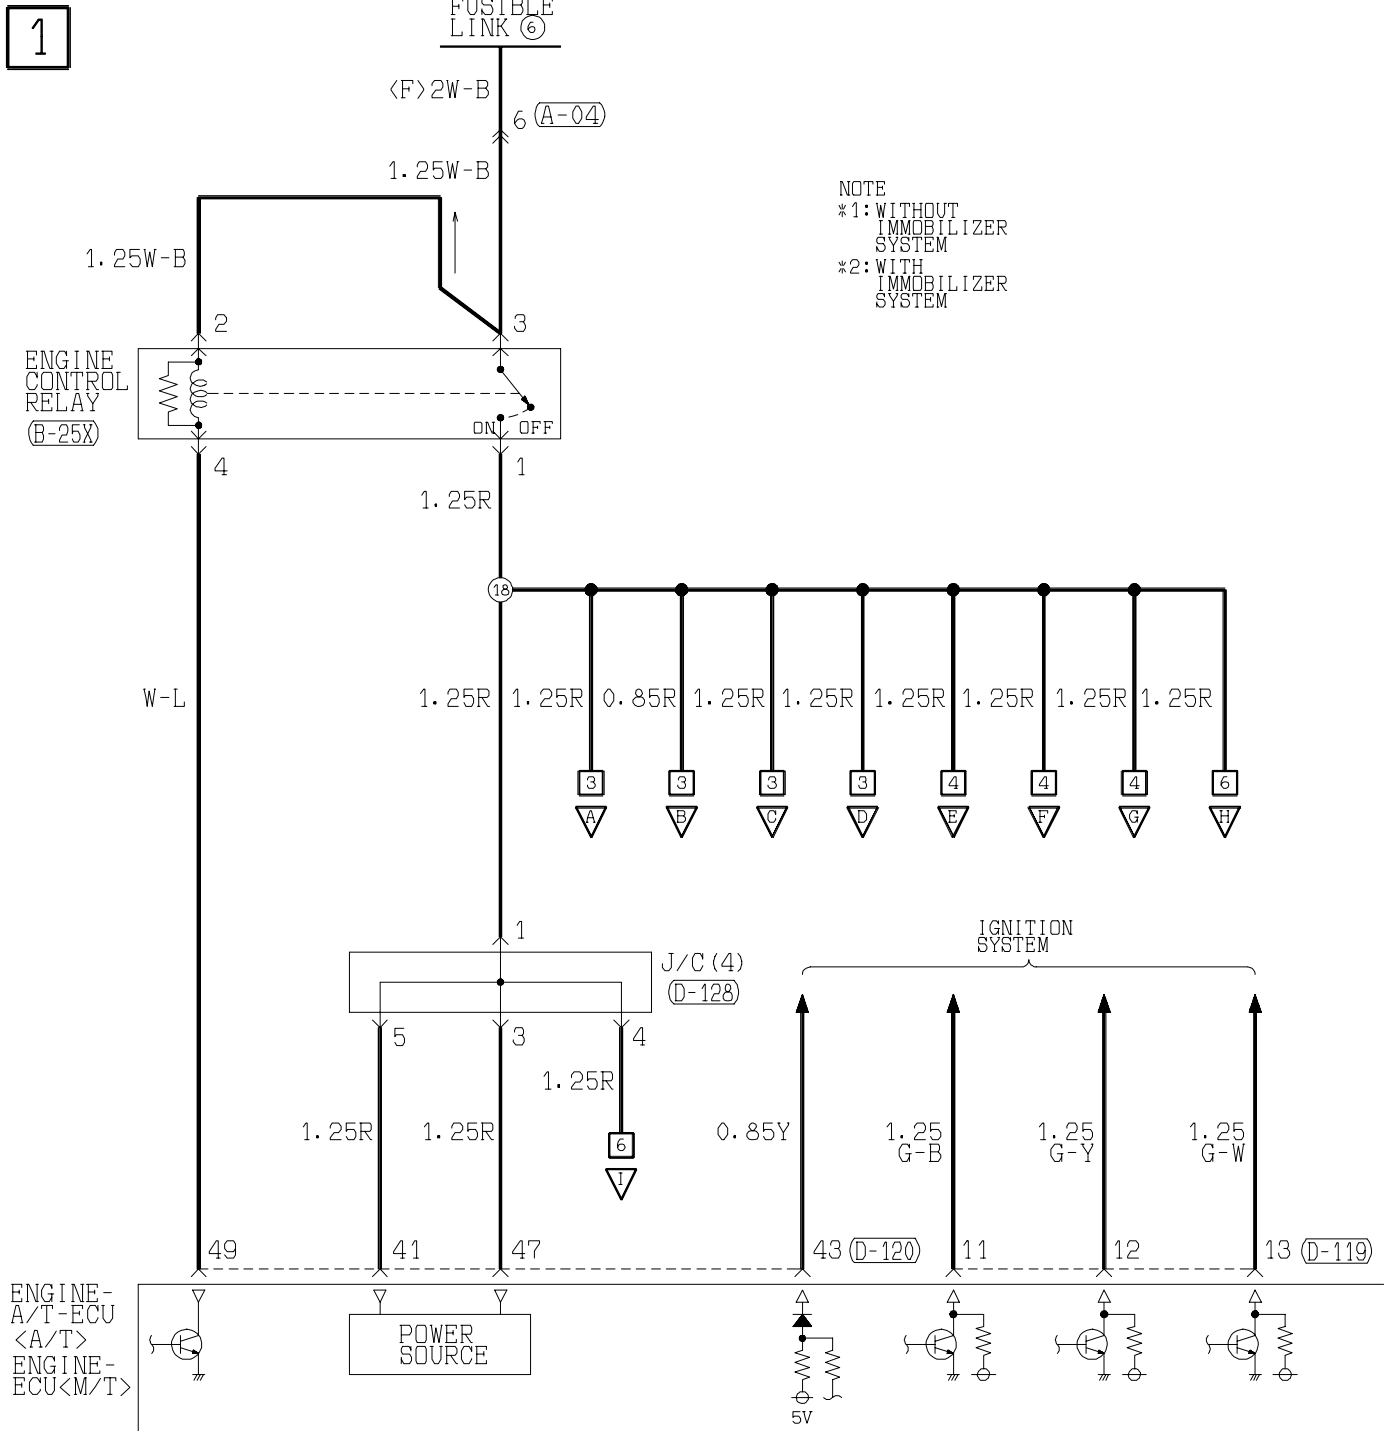 1
FUSIBLE
LINK 6
<F>2W-B
6 A-04
1.25W-B
NOTE
*1:WITHOUT
IMMOBILIZER
SYSTEM
*2:WITH
IMMOBILIZER
SYSTEM
1.25W-B
2
3
ENGINE
CONTROL
RELAY
B-25X
ON OFF
4
1
1.25R
18
W-L
1.25R 1.25R 0.85R 1.25R 1.25R 1.25R 1.25R 1.25R 1.25R
3 3 3 3 4 4 4 6
A B C D E F G H
1
J/C(4)
D-128
IGNITION
SYSTEM
5 3 4
1.25R
1.25R 1.25R
6
I
0.85Y
1.25
G-B
1.25
G-Y
1.25
G-W
49 41 47 43 D-120 11 12 13 D-119
ENGINE-
A/T-ECU
<A/T>
ENGINE-
ECU<M/T>
POWER
SOURCE
5V